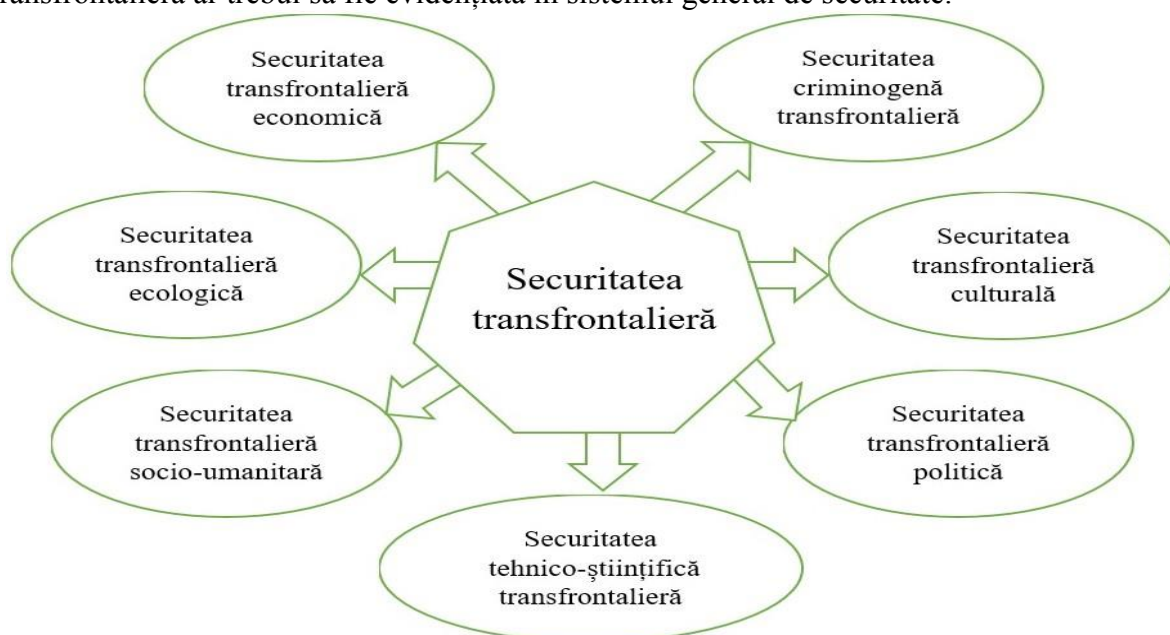 transfrontalieră ar trebui să fie evidențiată în sistemul general de securitate.
Securitatea
transfrontalieră
economică
Securitatea
criminogenă
transfrontalieră
Securitatea
transfrontalieră
ecologică
Securitatea
transfrontalieră
Securitatea
transfrontalieră
culturală
Securitatea
transfrontalieră
socio-umanitară
Securitatea
transfrontalieră
politică
Securitatea
tehnico-științifică
transfrontalieră